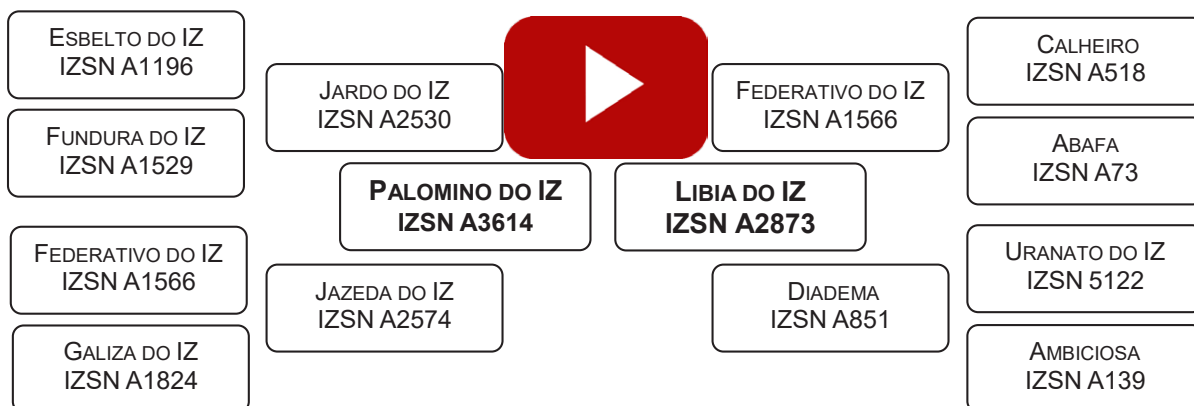 Esbelto do IZ
IZSN A1196
Fundura do IZ
IZSN A1529
Federativo do IZ
IZSN A1566
Galiza do IZ
IZSN A1824
Jardo do IZ
IZSN A2530
Jazeda do IZ
IZSN A2574
Palomino do IZ
IZSN A3614
Libia do IZ
IZSN A2873
Federativo do IZ
IZSN A1566
Diadema
IZSN A851
Calheiro
IZSN A518
Abafa
IZSN A73
Uranato do IZ
IZSN 5122
Ambiciosa
IZSN A139